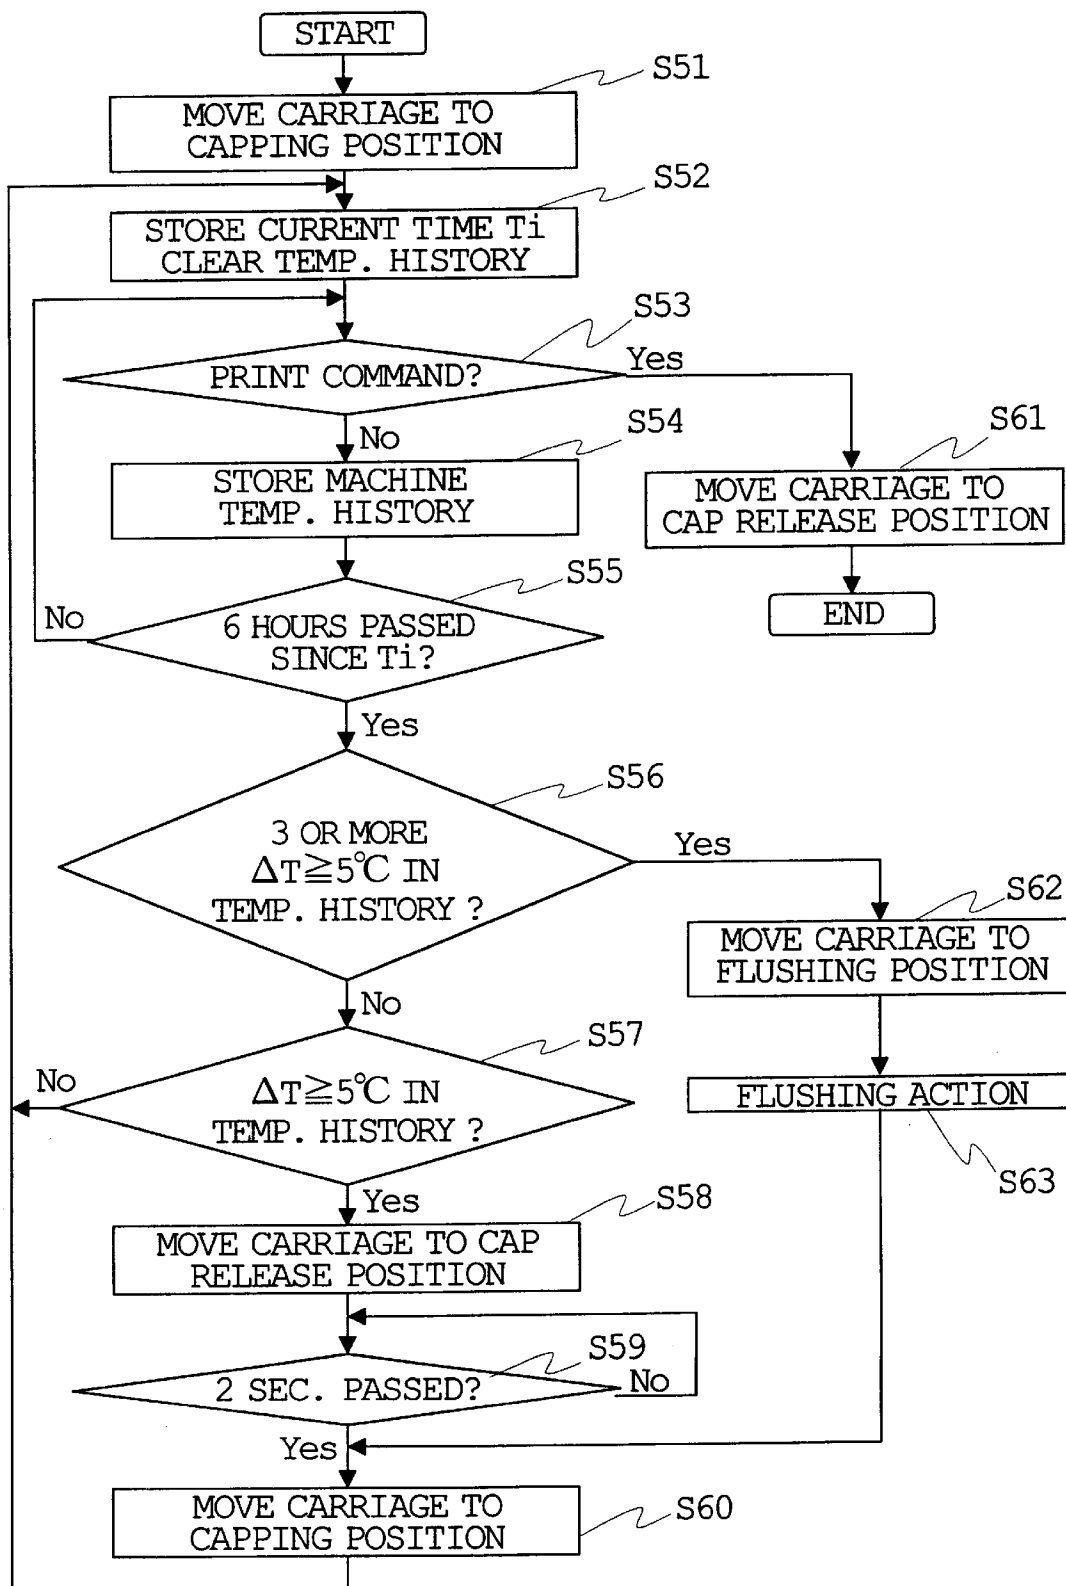 START
S51
MOVE CARRIAGE TO
CAPPING POSITION
S52
STORE CURRENT TIME Ti
CLEAR TEMP. HISTORY
S53
PRINT COMMAND?
Yes
No
S54
STORE MACHINE
TEMP. HISTORY
S61
MOVE CARRIAGE TO
CAP RELEASE POSITION
END
S55
6 HOURS PASSED
SINCE Ti?
No
Yes
S56
3 OR MORE
ΔT≧5℃ IN
TEMP. HISTORY ?
Yes
No
S62
MOVE CARRIAGE TO
FLUSHING POSITION
S57
ΔT≧5℃ IN
TEMP. HISTORY ?
No
Yes
FLUSHING ACTION
S63
S58
MOVE CARRIAGE TO CAP
RELEASE POSITION
S59
2 SEC. PASSED?
No
Yes
MOVE CARRIAGE TO
CAPPING POSITION
S60